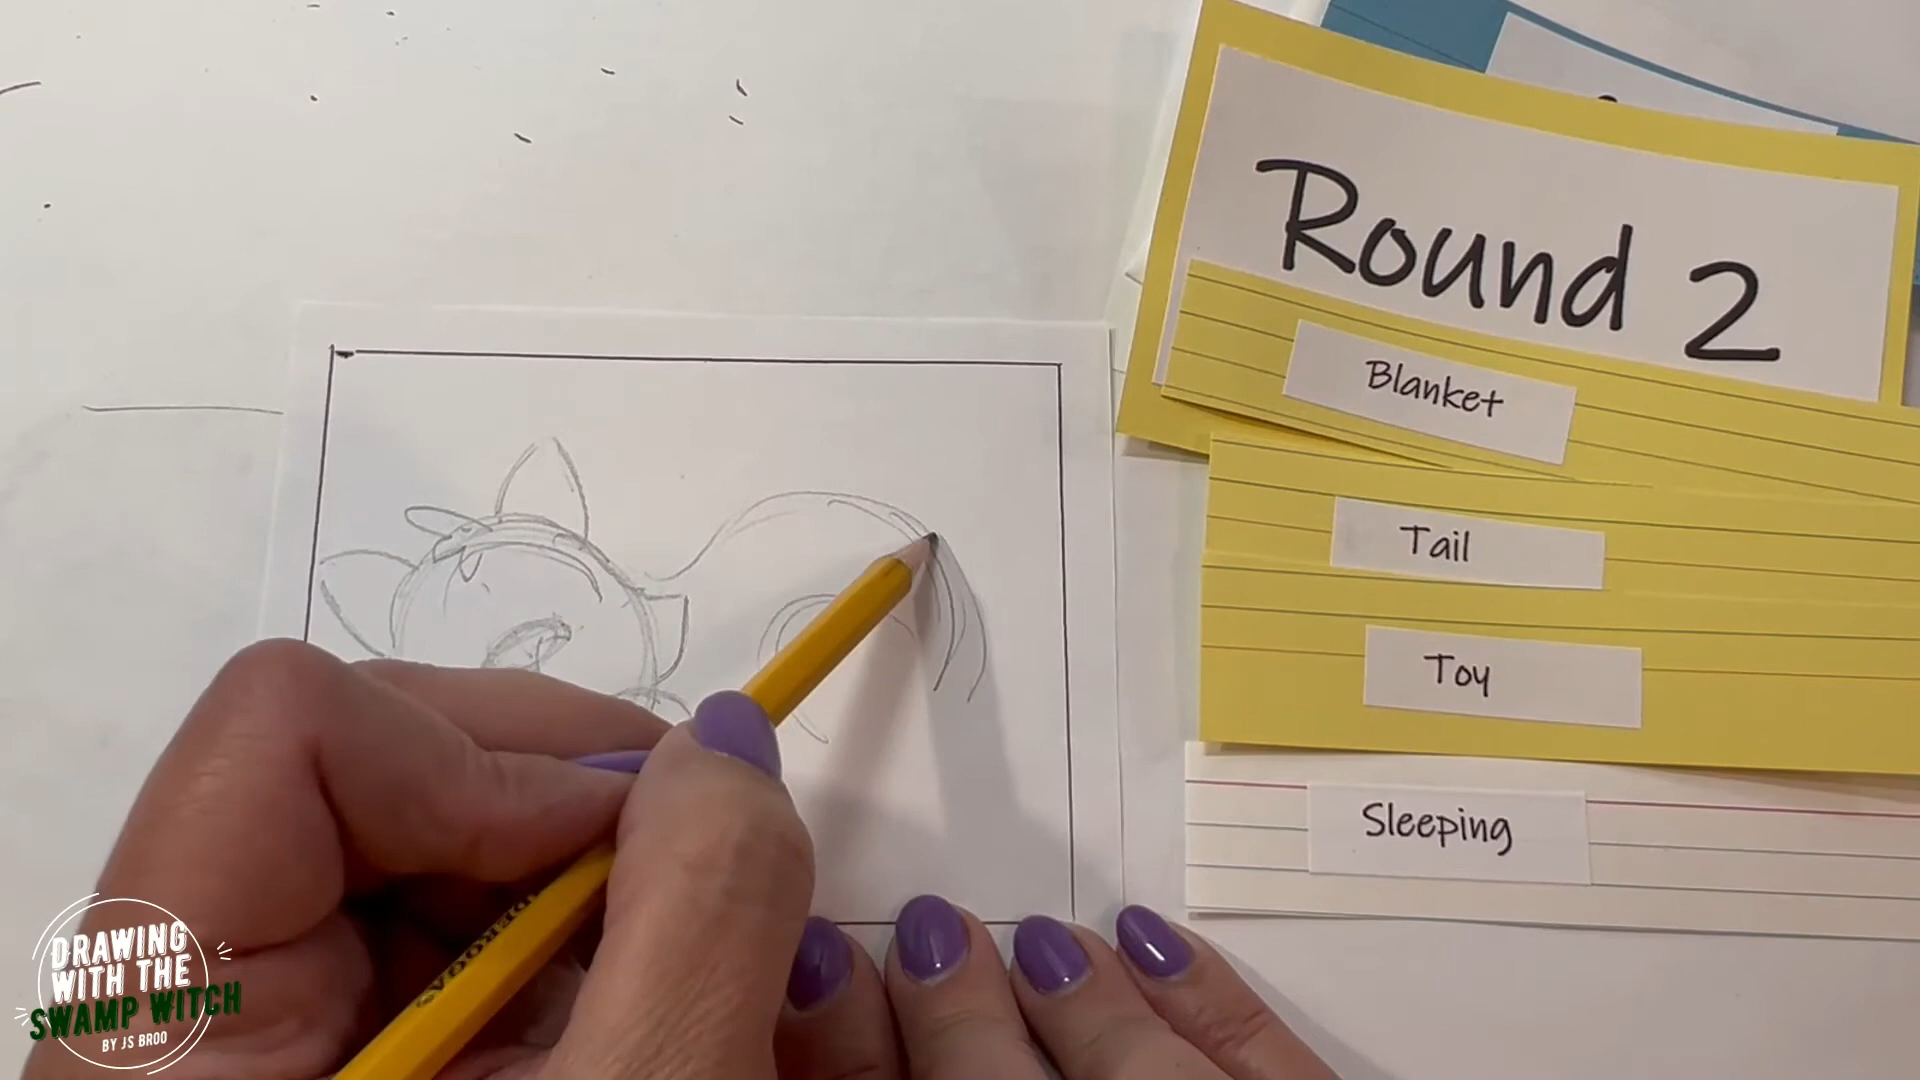 Round 2
Blanket
Tail
Toy
Sleeping
DRAWING
WITH THE
SWAMP WITCH
BY JS BROO